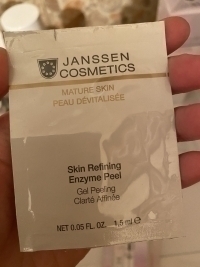 JANSSEN
COSMETICS
MATURE SKIN
PEAU DÉVITALISÉE
Skin Refining
Enzyme Peel
Gel Peeling
Clarté Affinée
NET 0.05 FL. OZ. 1.5 ml e